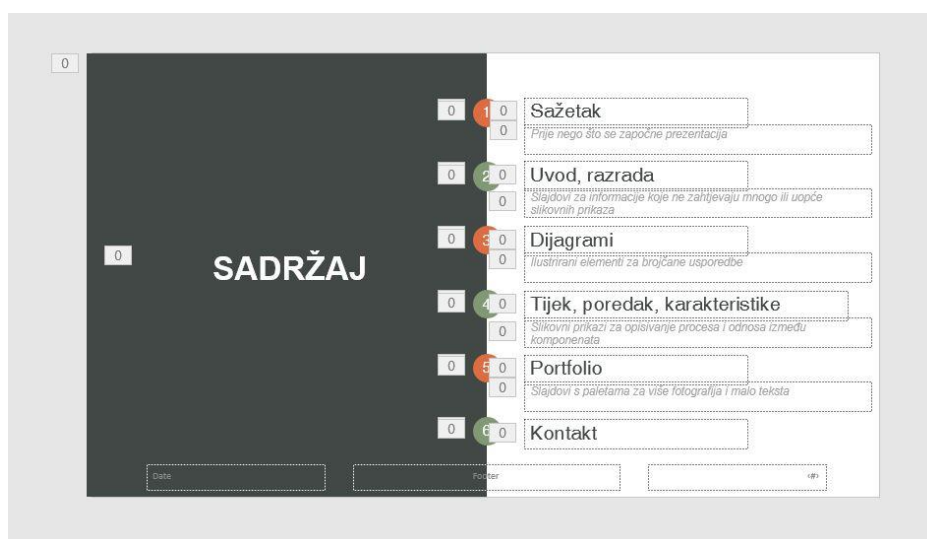 0
SADRŽAJ
0
0
1
0
Sažetak
0
Prije nego što se započne prezentacija
0
2
0
Uvod, razrada
0
Slajdovi za informacije koje ne zahtjevaju mnogo ili uopće
slikovnih prikaza
0
3
0
Dijagrami
0
Ilustrirani elementi za brojčane usporedbe
0
4
0
Tijek, poredak, karakteristike
0
Slikovni prikazi za opisivanje procesa i odnosa između
komponenata
0
5
0
Portfolio
0
Slajdovi s paletama za više fotografija i malo teksta
0
6
0
Kontakt
Date
Footer
‹#›